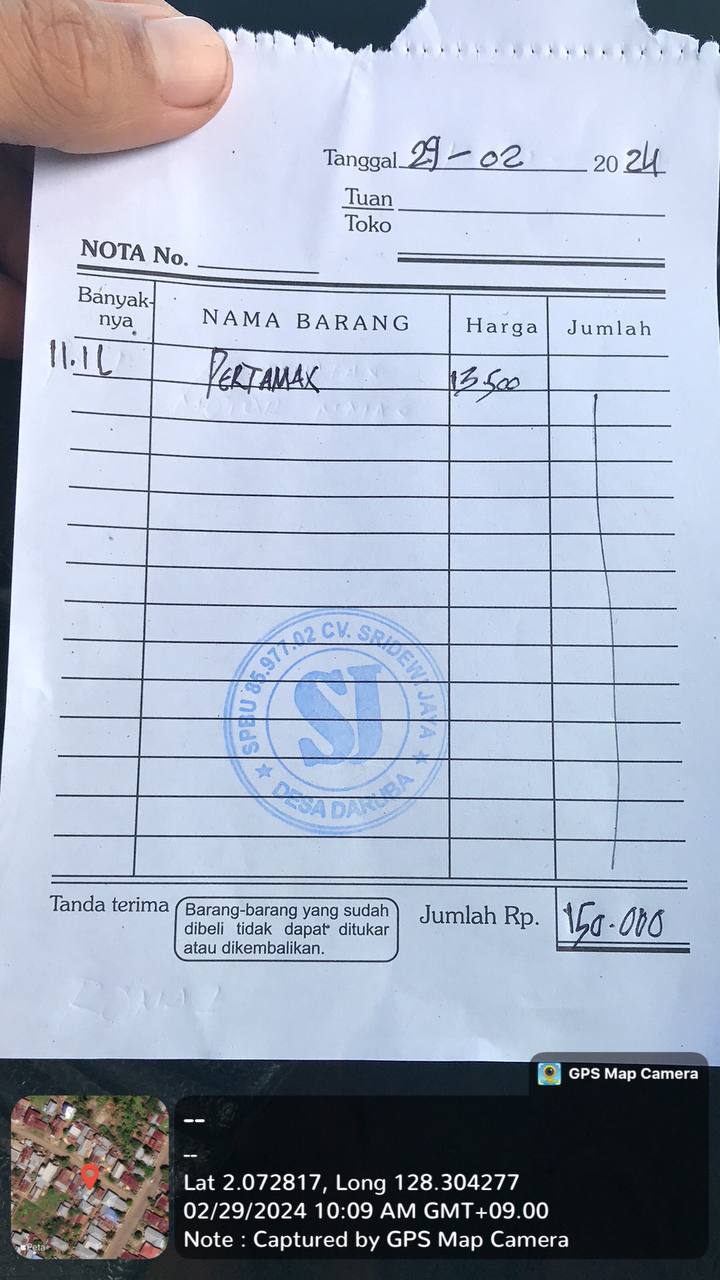 Tanggal 29 - 02 20 24
Tuan
Toko
NOTA No.
Banyak-
nya
NAMA BARANG
Harga
Jumlah
11.1L PERTAMAX 13.500
SPBU 85.977.02 CV. SRIDEWI JAYA
SJ
★ DESA DARUBA ★
Tanda terima
Barang-barang yang sudah
dibeli tidak dapat ditukar
atau dikembalikan.
Jumlah Rp. 150.000
GPS Map Camera
--
--
Lat 2.072817, Long 128.304277
02/29/2024 10:09 AM GMT+09.00
Note : Captured by GPS Map Camera
Peta